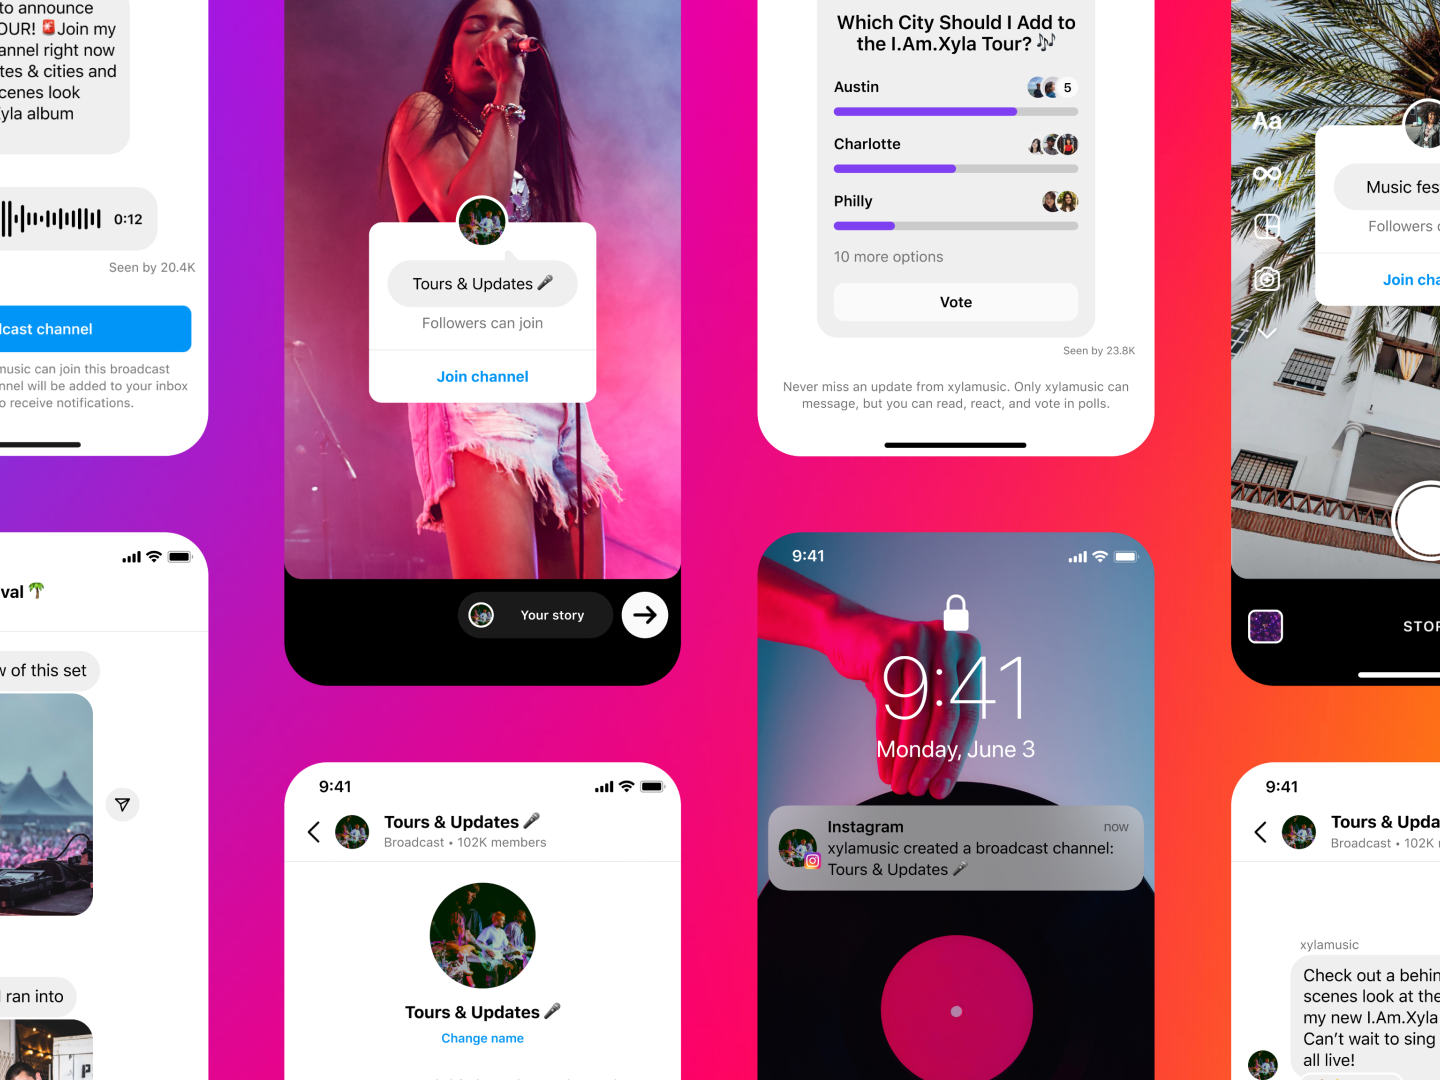 to announce
OUR! 🚨Join my
annel right now
tes & cities and
cenes look
yla album
0:12
Seen by 20.4K
cast channel
music can join this broadcast
nnel will be added to your inbox
o receive notifications.
val 🌴
w of this set
I ran into
Tours & Updates 🎤
Followers can join
Join channel
Your story
9:41
Tours & Updates 🎤
Broadcast • 102K members
Tours & Updates 🎤
Change name
Which City Should I Add to
the I.Am.Xyla Tour? 🎶
Austin
5
Charlotte
Philly
10 more options
Vote
Seen by 23.8K
Never miss an update from xylamusic. Only xylamusic can
message, but you can read, react, and vote in polls.
9:41
9:41
Monday, June 3
Instagram
now
xylamusic created a broadcast channel:
Tours & Updates 🎤
Aa
Music fes
Followers
Join cha
STOR
9:41
Tours & Upda
Broadcast • 102K
xylamusic
Check out a behin
scenes look at the
my new I.Am.Xyla
Can't wait to sing
all live!